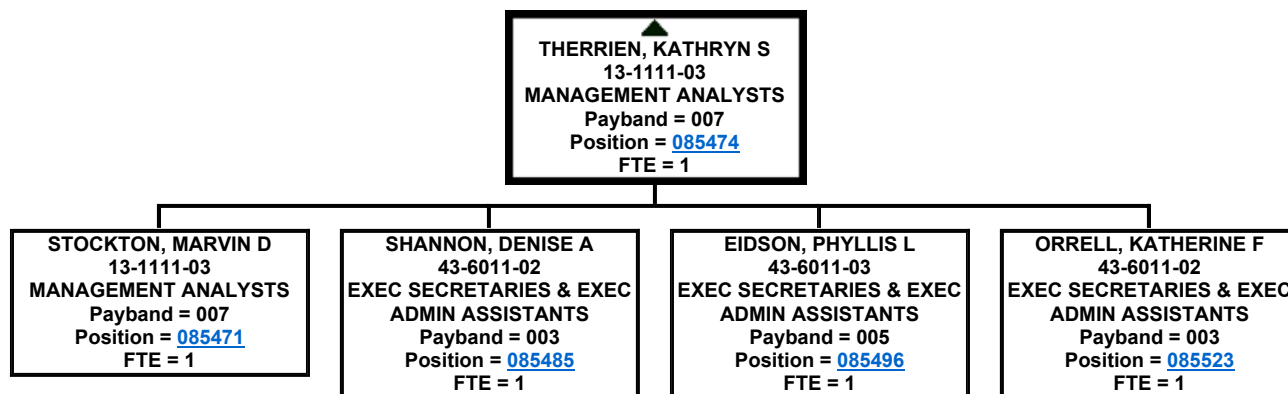 THERRIEN, KATHRYN S
13-1111-03
MANAGEMENT ANALYSTS
Payband = 007
Position = 085474
FTE = 1
STOCKTON, MARVIN D
13-1111-03
MANAGEMENT ANALYSTS
Payband = 007
Position = 085471
FTE = 1
SHANNON, DENISE A
43-6011-02
EXEC SECRETARIES & EXEC
ADMIN ASSISTANTS
Payband = 003
Position = 085485
FTE = 1
EIDSON, PHYLLIS L
43-6011-03
EXEC SECRETARIES & EXEC
ADMIN ASSISTANTS
Payband = 005
Position = 085496
FTE = 1
ORRELL, KATHERINE F
43-6011-02
EXEC SECRETARIES & EXEC
ADMIN ASSISTANTS
Payband = 003
Position = 085523
FTE = 1